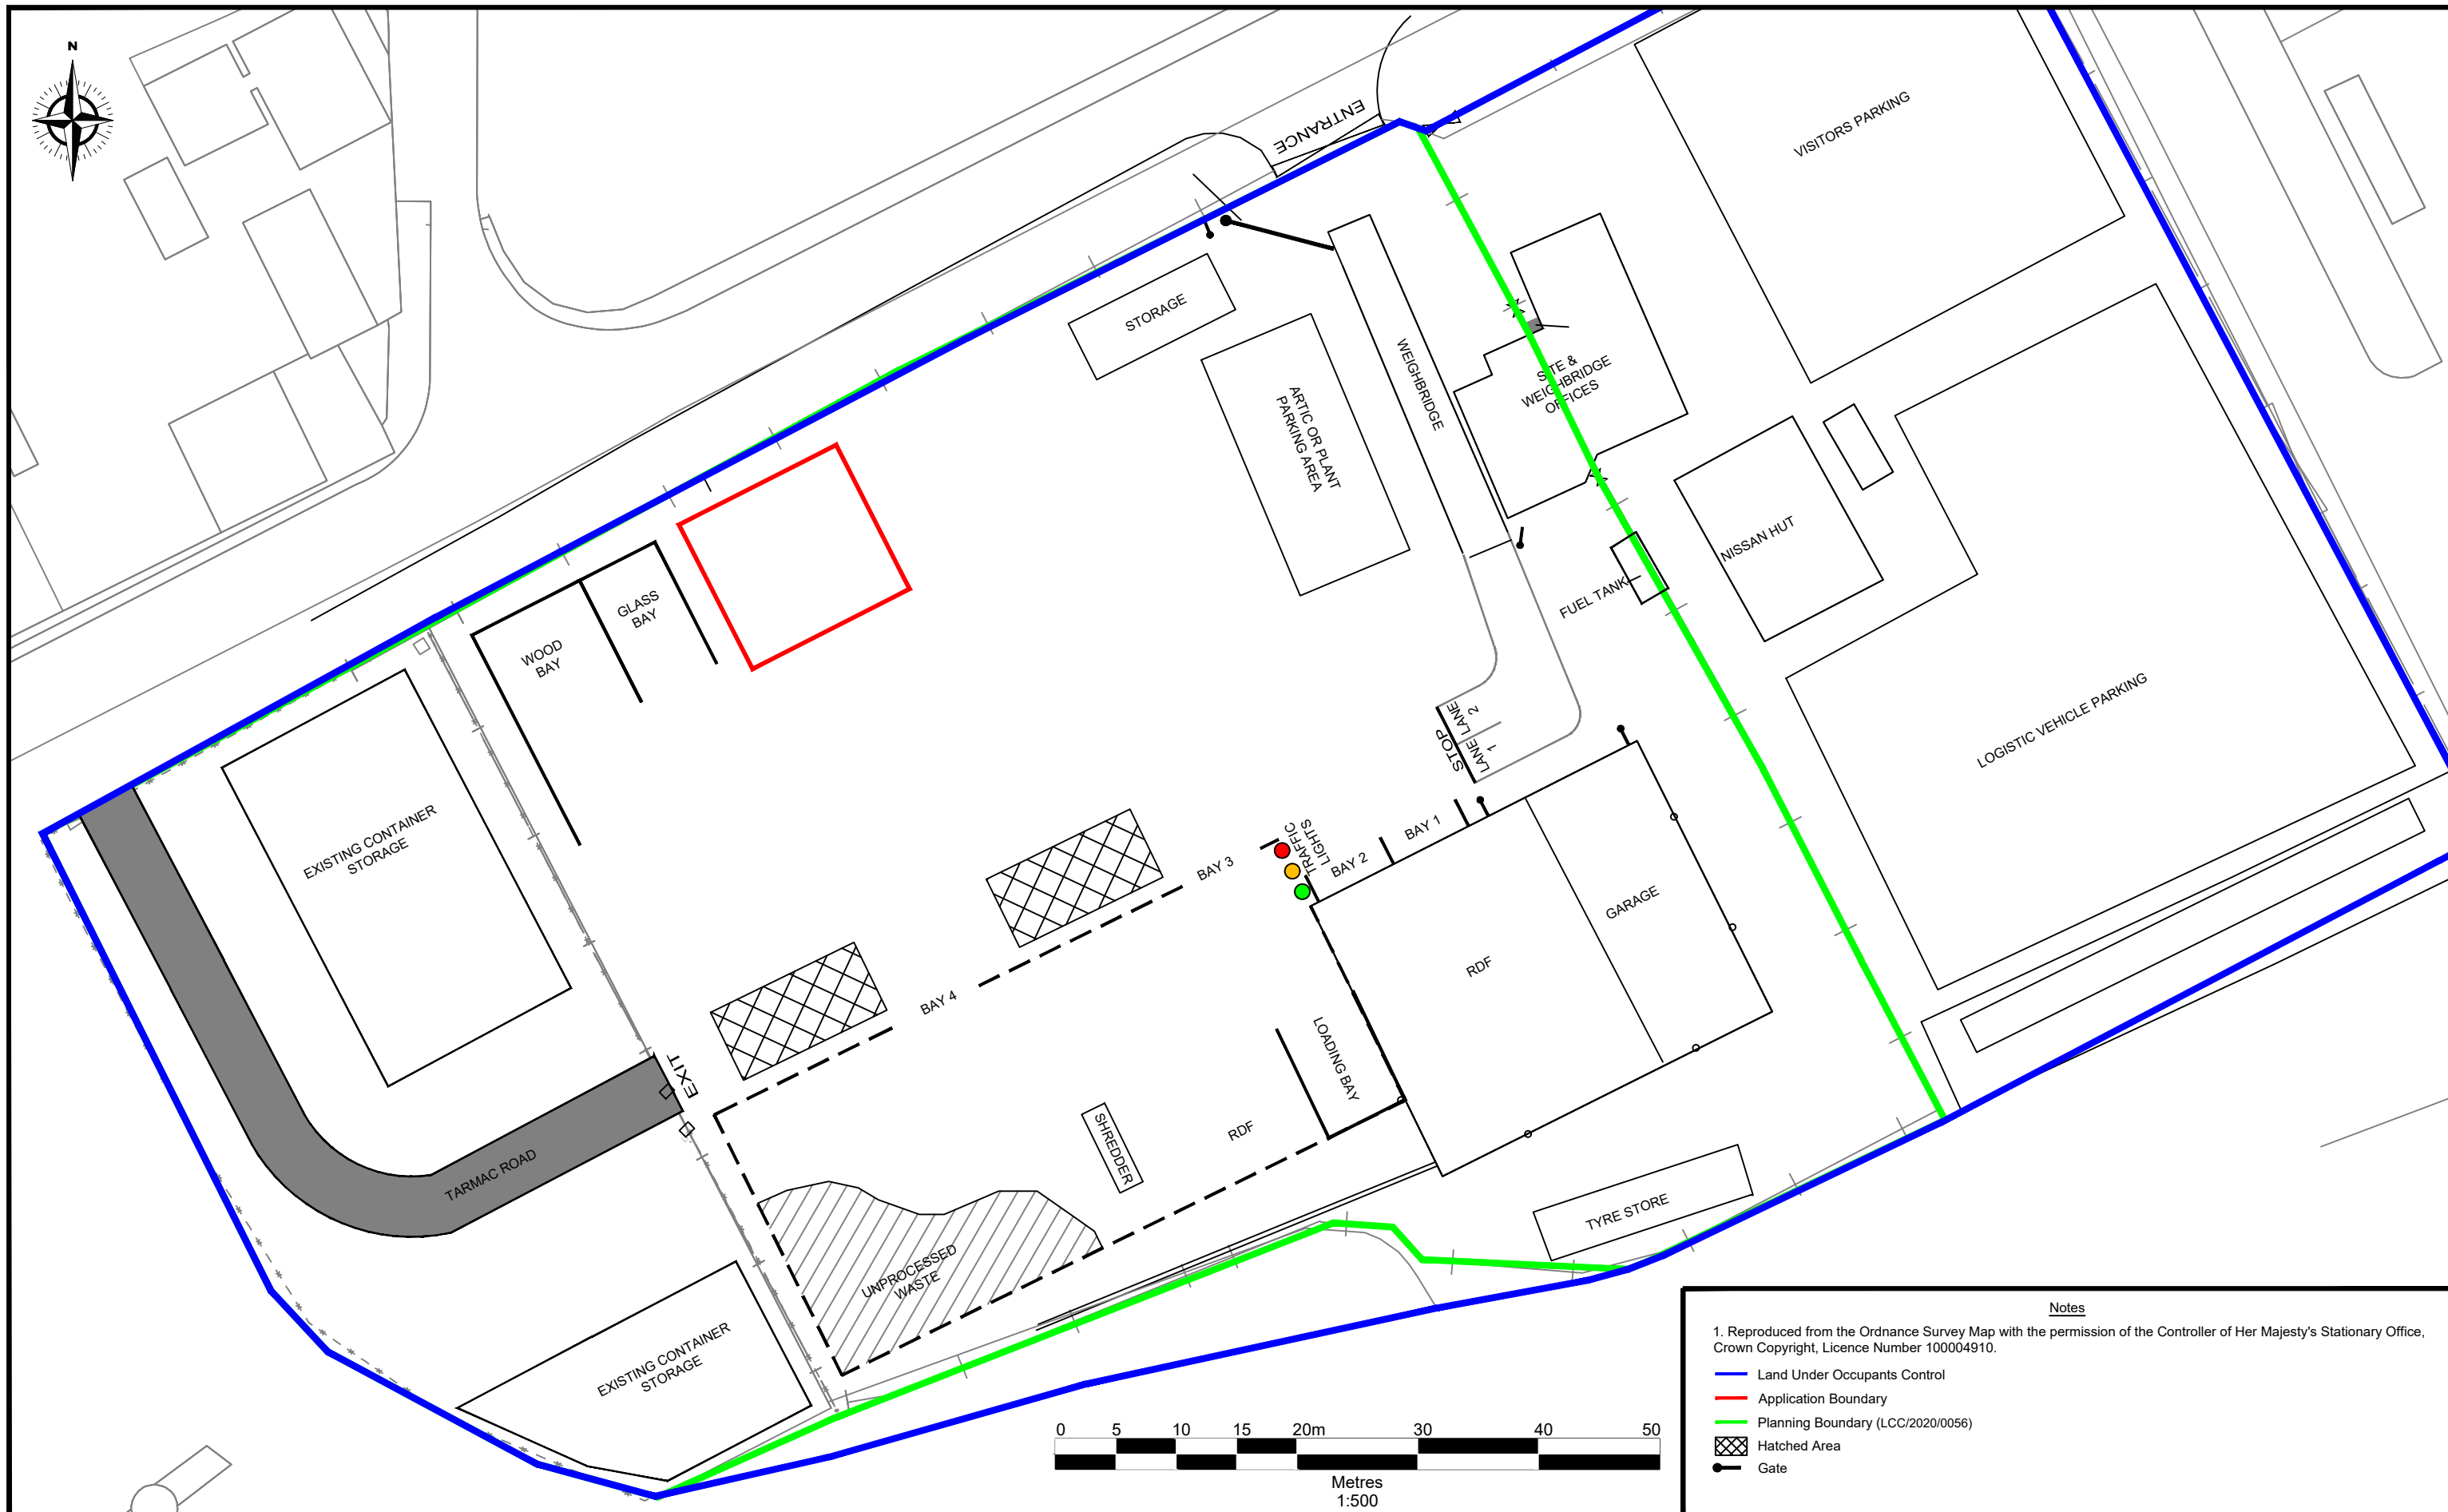 N
ENTRANCE
VISITORS PARKING
STORAGE
WEIGHBRIDGE
SITE &
WEIGHBRIDGE
OFFICES
ARTIC OR PLANT
PARKING AREA
NISSAN HUT
FUEL TANK
GLASS
BAY
WOOD
BAY
LOGISTIC VEHICLE PARKING
STOP
LANE 1
LANE 2
EXISTING CONTAINER
STORAGE
TRAFFIC
LIGHTS
BAY 1
BAY 2
BAY 3
BAY 4
GARAGE
RDF
LOADING BAY
EXIT
SHREDDER
RDF
TARMAC ROAD
TYRE STORE
UNPROCESSED
WASTE
EXISTING CONTAINER
STORAGE
0 5 10 15 20m 30 40 50
Metres
1:500
Notes
1. Reproduced from the Ordnance Survey Map with the permission of the Controller of Her Majesty's Stationary Office,
Crown Copyright, Licence Number 100004910.
Land Under Occupants Control
Application Boundary
Planning Boundary (LCC/2020/0056)
Hatched Area
Gate